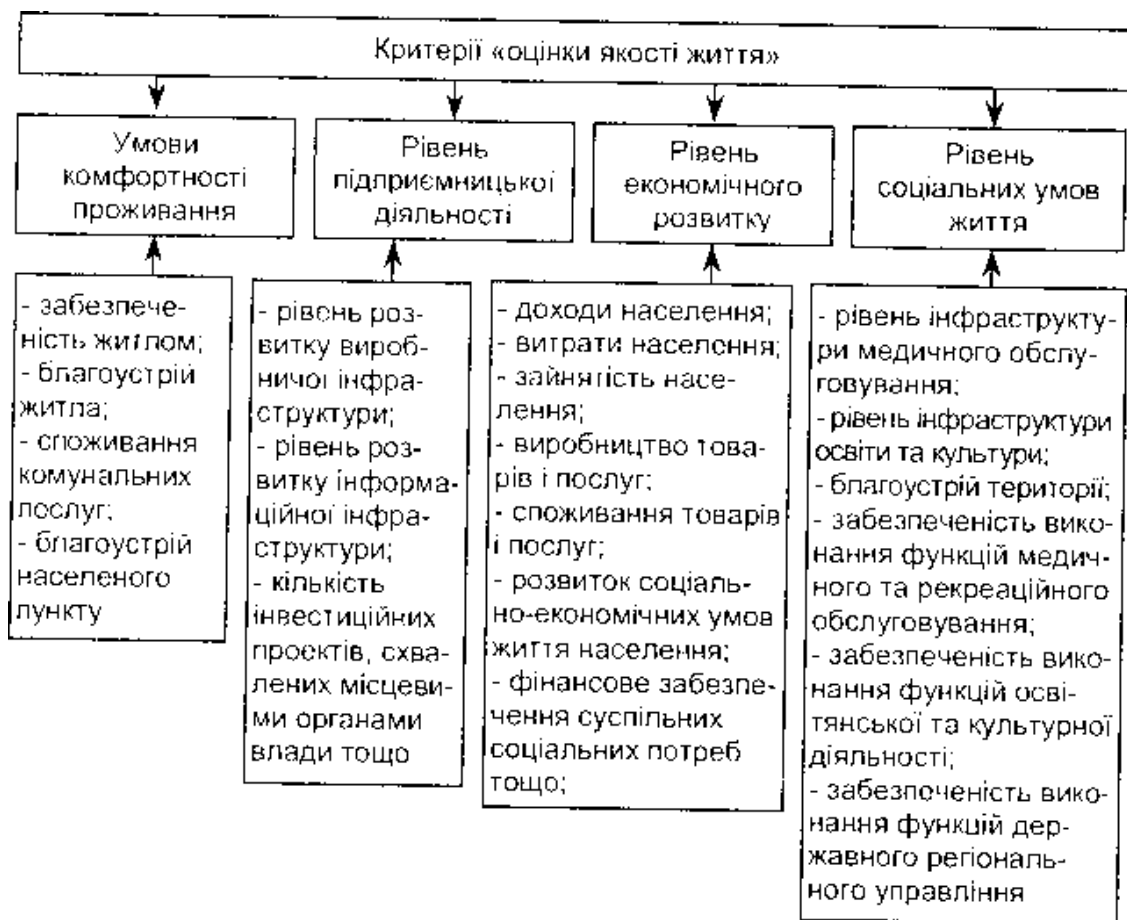 Критерії «оцінки якості життя»
Умови
комфортності
проживання
Рівень
підприємницької
діяльності
Рівень
економічного
розвитку
Рівень
соціальних умов
життя
- забезпече-
ність житлом;
- благоустрій
житла;
- споживання
комунальних
послуг;
- благоустрій
населеного
пункту
- рівень роз-
витку вироб-
ничої інфра-
структури;
- рівень роз-
витку інформа-
ційної інфра-
структури;
- кількість
інвестиційних
проектів, схва-
лених місцеви-
ми органами
влади тощо
- доходи населення;
- витрати населення;
- зайнятість насе-
лення;
- виробництво това-
рів і послуг;
- споживання товарів
і послуг;
- розвиток соціаль-
но-економічних умов
життя населення;
- фінансове забезпе-
чення суспільних
соціальних потреб
тощо;
- рівень інфраструкту-
ри медичного обслу-
говування;
- рівень інфраструктури
освіти та культури;
- благоустрій території;
- забезпеченість вико-
нання функцій медич-
ного та рекреаційного
обслуговування;
- забезпеченість вико-
нання функцій осві-
тянської та культурної
діяльності;
- забезпеченість вико-
нання функцій дер-
жавного регіональ-
ного управління